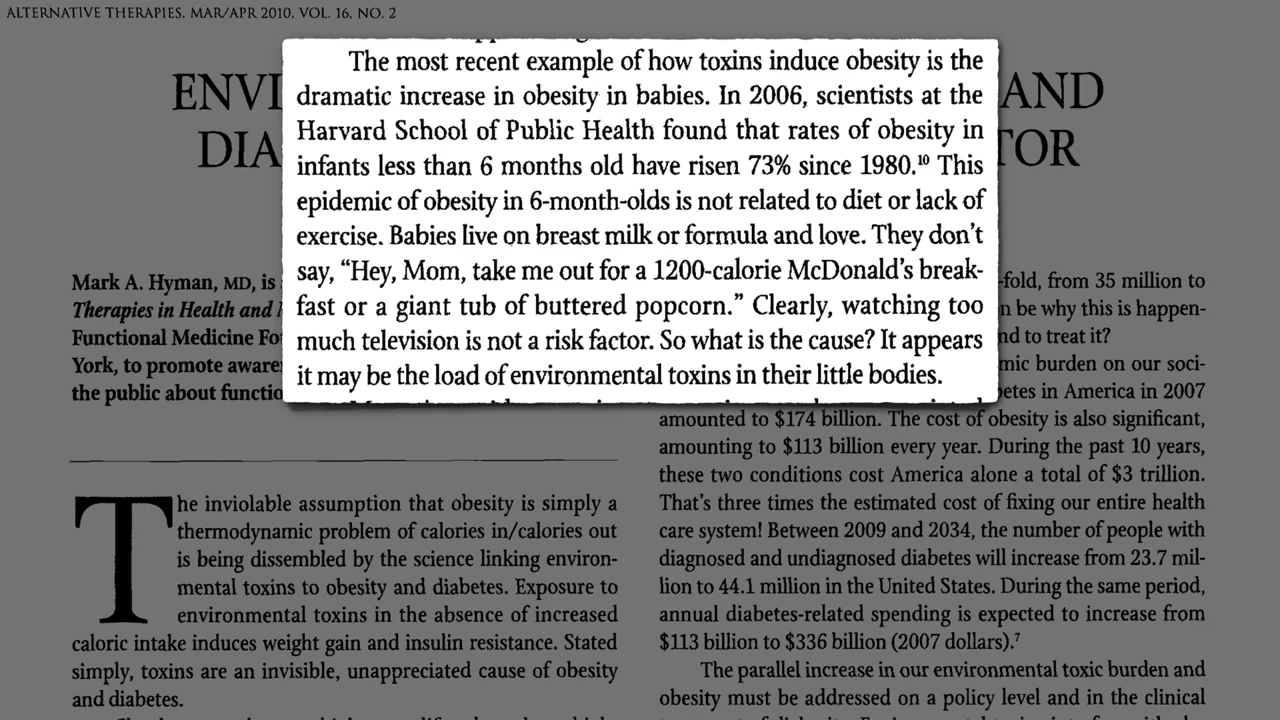 ALTERNATIVE THERAPIES, MAR/APR 2010, VOL. 16, NO. 2
The most recent example of how toxins induce obesity is the
dramatic increase in obesity in babies. In 2006, scientists at the
Harvard School of Public Health found that rates of obesity in
infants less than 6 months old have risen 73% since 1980.¹⁰ This
epidemic of obesity in 6-month-olds is not related to diet or lack of
exercise. Babies live on breast milk or formula and love. They don't
say, “Hey, Mom, take me out for a 1200-calorie McDonald's break-
fast or a giant tub of buttered popcorn.” Clearly, watching too
much television is not a risk factor. So what is the cause? It appears
it may be the load of environmental toxins in their little bodies.
ENVI AND
DIA TOR
Mark A. Hyman, MD, is
Therapies in Health and
Functional Medicine Fo
York, to promote aware
the public about functio
The inviolable assumption that obesity is simply a
thermodynamic problem of calories in/calories out
is being dissembled by the science linking environ-
mental toxins to obesity and diabetes. Exposure to
environmental toxins in the absence of increased
caloric intake induces weight gain and insulin resistance. Stated
simply, toxins are an invisible, unappreciated cause of obesity
and diabetes.
-fold, from 35 million to
n be why this is happen-
nd to treat it?
mic burden on our soci-
betes in America in 2007
amounted to $174 billion. The cost of obesity is also significant,
amounting to $113 billion every year. During the past 10 years,
these two conditions cost America alone a total of $3 trillion.
That's three times the estimated cost of fixing our entire health
care system! Between 2009 and 2034, the number of people with
diagnosed and undiagnosed diabetes will increase from 23.7 mil-
lion to 44.1 million in the United States. During the same period,
annual diabetes-related spending is expected to increase from
$113 billion to $336 billion (2007 dollars).⁷
The parallel increase in our environmental toxic burden and
obesity must be addressed on a policy level and in the clinical